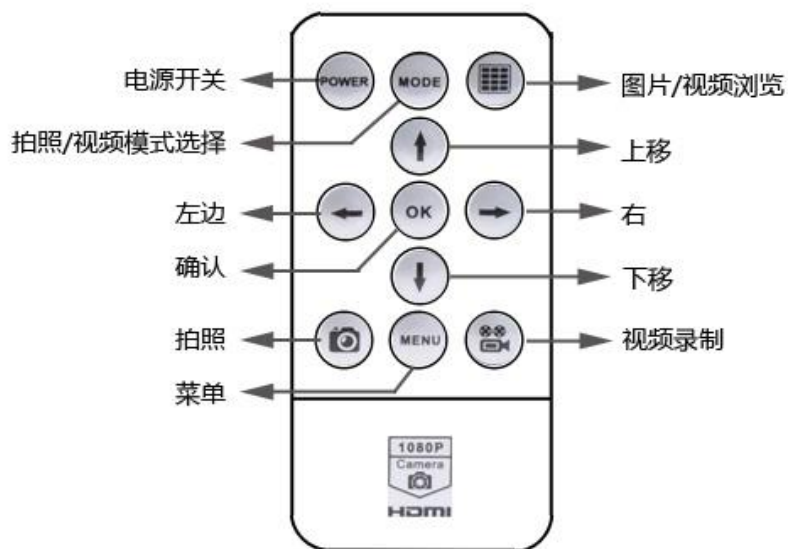 电源开关
POWER
MODE
图片/视频浏览
拍照/视频模式选择
上移
左边
OK
右
确认
下移
拍照
MENU
视频录制
菜单
1080P
Camera
HDMI